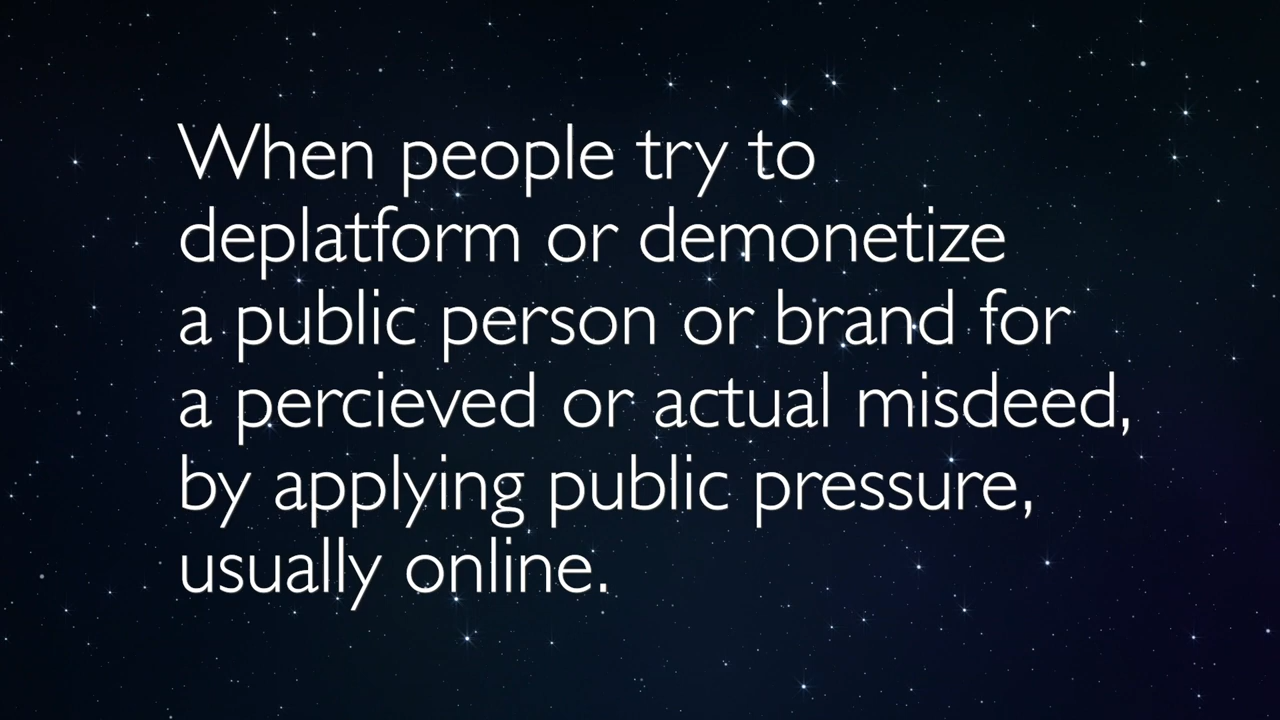 When people try to
deplatform or demonetize
a public person or brand for
a percieved or actual misdeed,
by applying public pressure,
usually online.